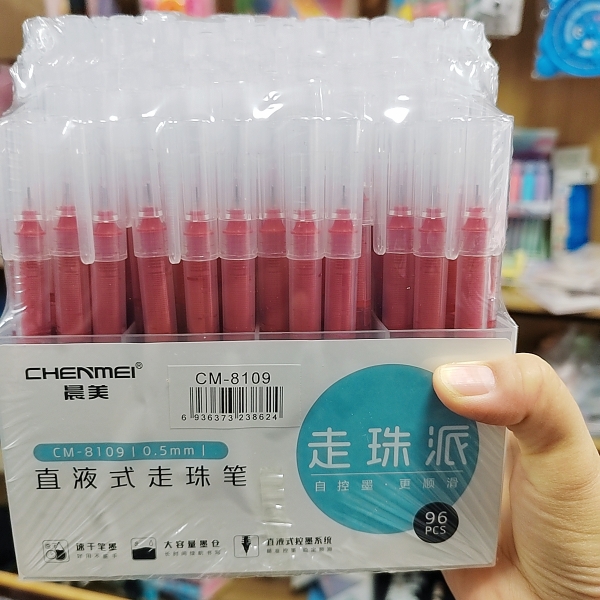 CHENMEI®
晨美
CM-8109
6 936373 238624
CM-8109 | 0.5mm |
直液式走珠笔
走珠派
自控墨·更顺滑
96
PCS
速干笔墨
大容量墨仓
直液式控墨系统